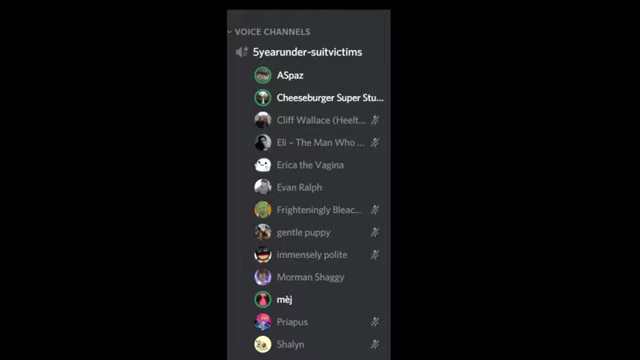 VOICE CHANNELS
5yearunder-suitvictims
ASpaz
Cheeseburger Super Stu...
Cliff Wallace (Heelt...
Eli – The Man Who ...
Erica the Vagina
Evan Ralph
Frighteningly Bleac...
gentle puppy
immensely polite
Morman Shaggy
mèj
Priapus
Shalyn